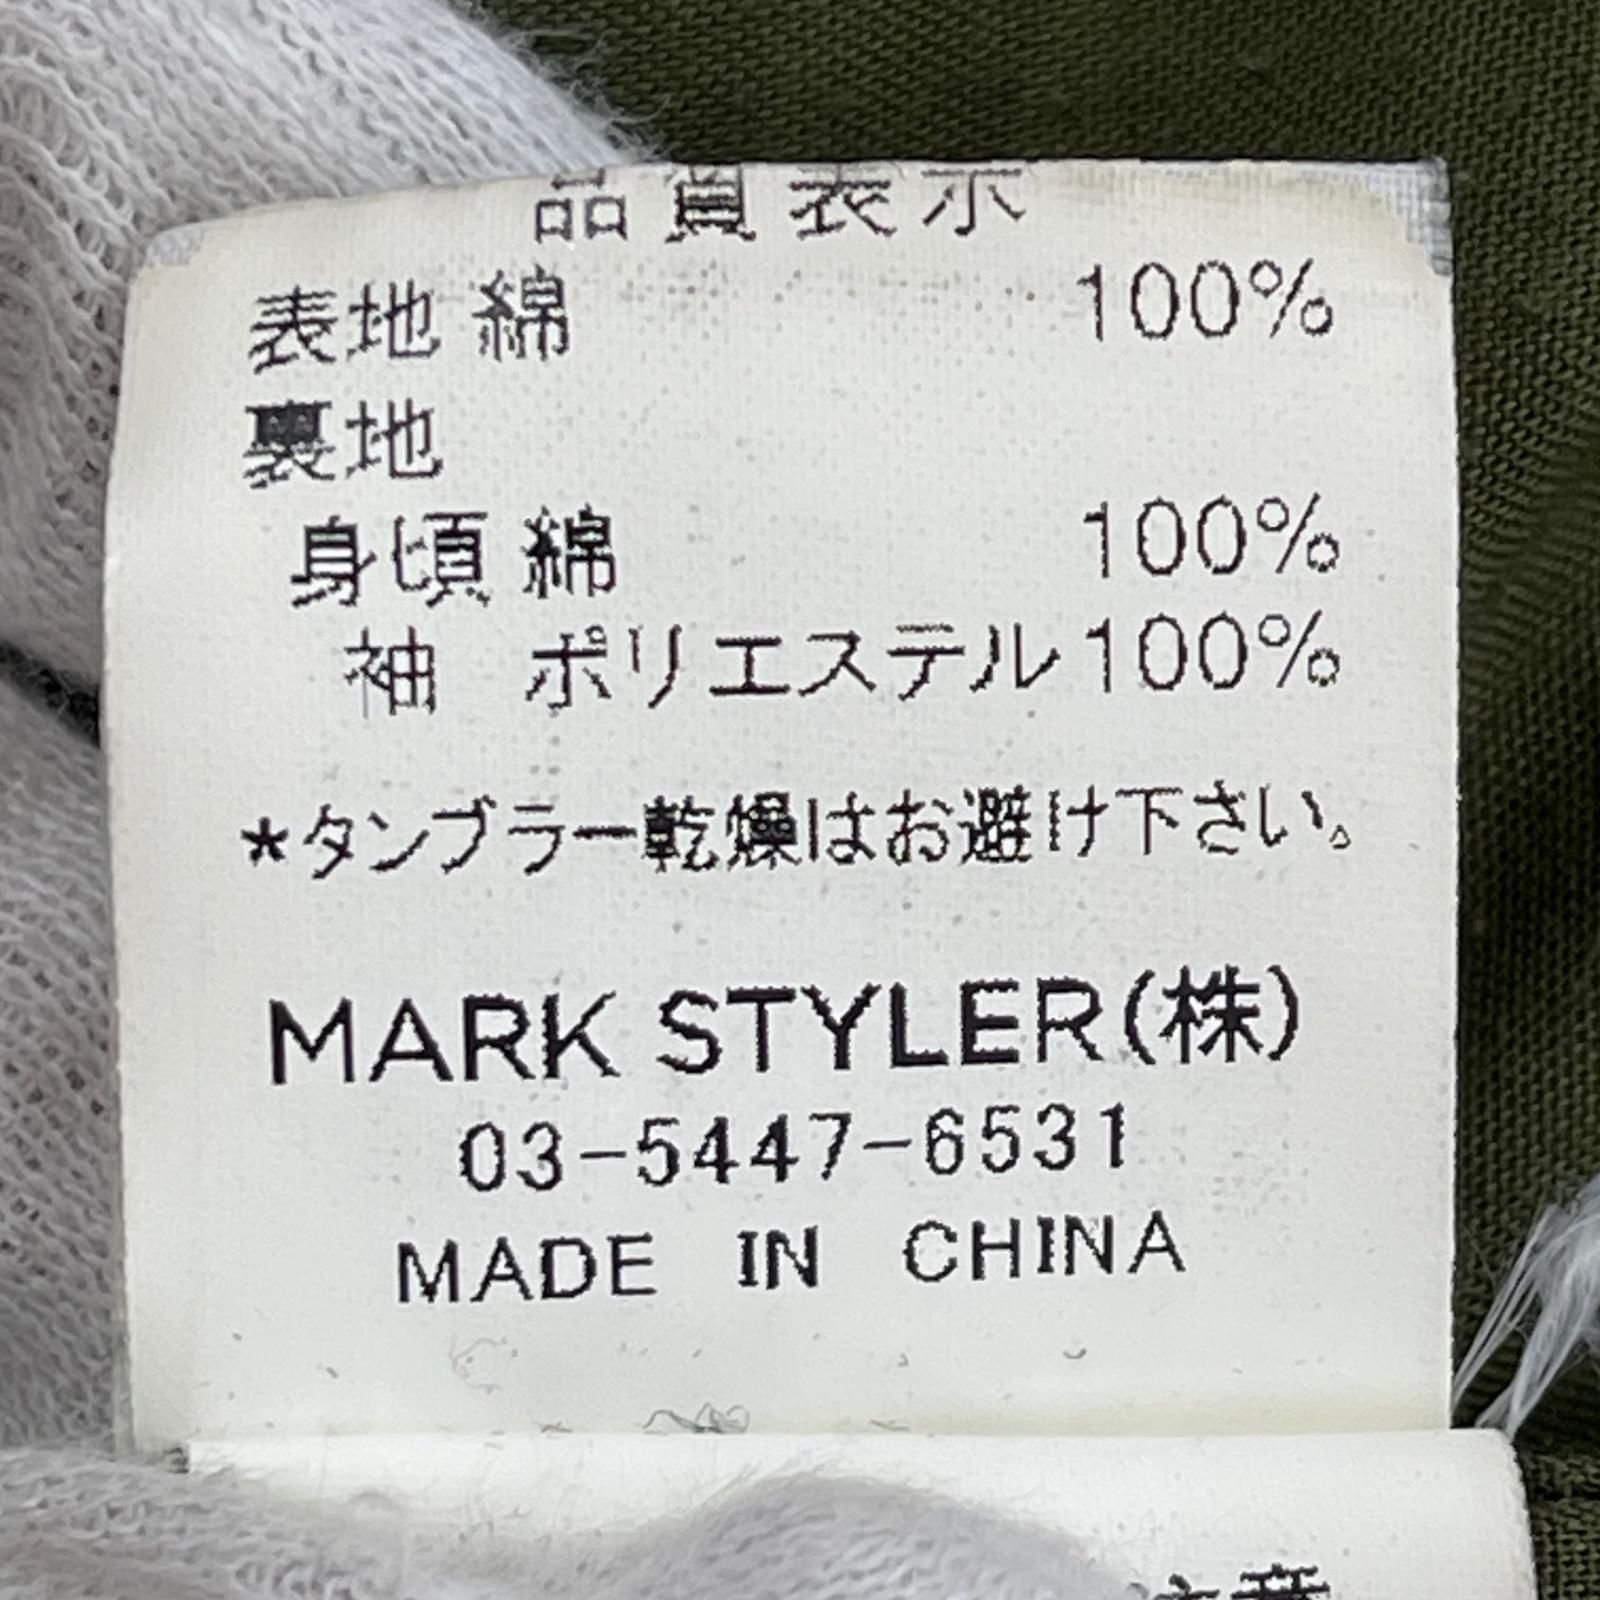 品質表示
表地 綿 100%
裏地
身頃 綿 100%
袖 ポリエステル 100%
*タンブラー乾燥はお避け下さい。
MARK STYLER(株)
03-5447-6531
MADE IN CHINA
注意